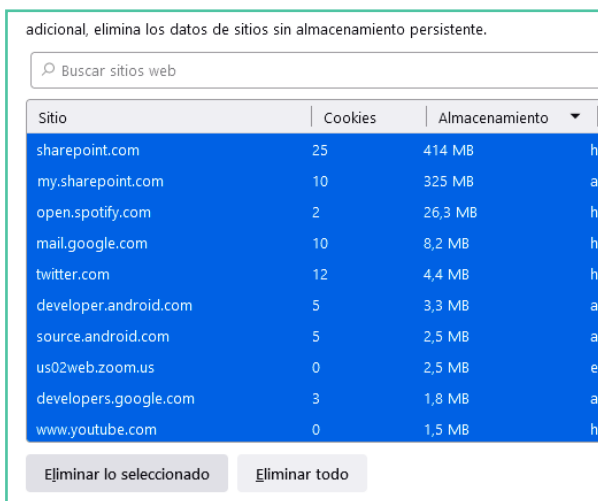 adicional, elimina los datos de sitios sin almacenamiento persistente.
Buscar sitios web
Sitio Cookies Almacenamiento
sharepoint.com 25 414 MB h
my.sharepoint.com 10 325 MB a
open.spotify.com 2 26,3 MB h
mail.google.com 10 8,2 MB h
twitter.com 12 4,4 MB h
developer.android.com 5 3,3 MB a
source.android.com 5 2,5 MB a
us02web.zoom.us 0 2,5 MB e
developers.google.com 3 1,8 MB a
www.youtube.com 0 1,5 MB h
Eliminar lo seleccionado Eliminar todo